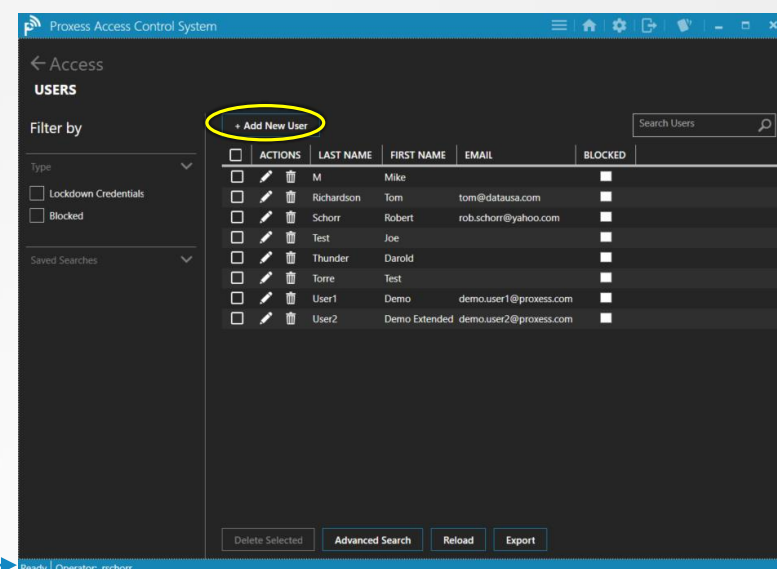 Proxess Access Control System
Access
USERS
Filter by
Type
Lockdown Credentials
Blocked
Saved Searches
+ Add New User
Search Users
ACTIONS LAST NAME FIRST NAME EMAIL BLOCKED
M Mike
Richardson Tom tom@datausa.com
Schorr Robert rob.schorr@yahoo.com
Test Joe
Thunder Darold
Torre Test
User1 Demo demo.user1@proxess.com
User2 Demo Extended demo.user2@proxess.com
Delete Selected Advanced Search Reload Export
Ready Operator: rschorr